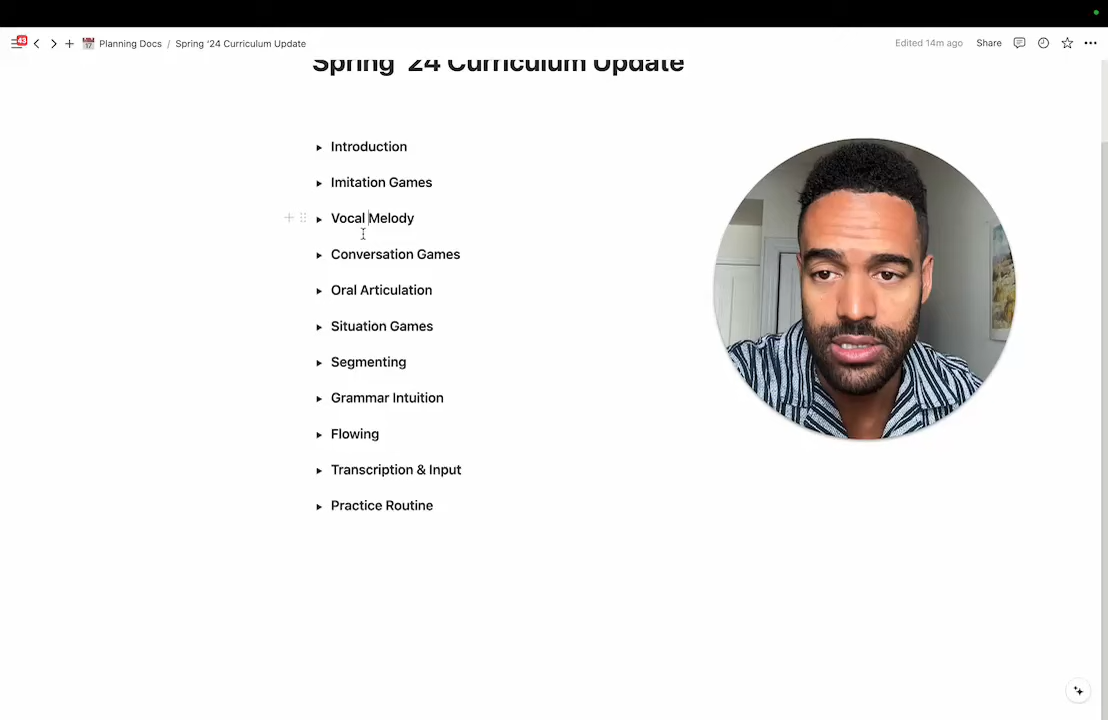 43
Planning Docs / Spring ‘24 Curriculum Update
Edited 14m ago
Share
Spring ‘24 Curriculum Update
Introduction
Imitation Games
Vocal Melody
Conversation Games
Oral Articulation
Situation Games
Segmenting
Grammar Intuition
Flowing
Transcription & Input
Practice Routine